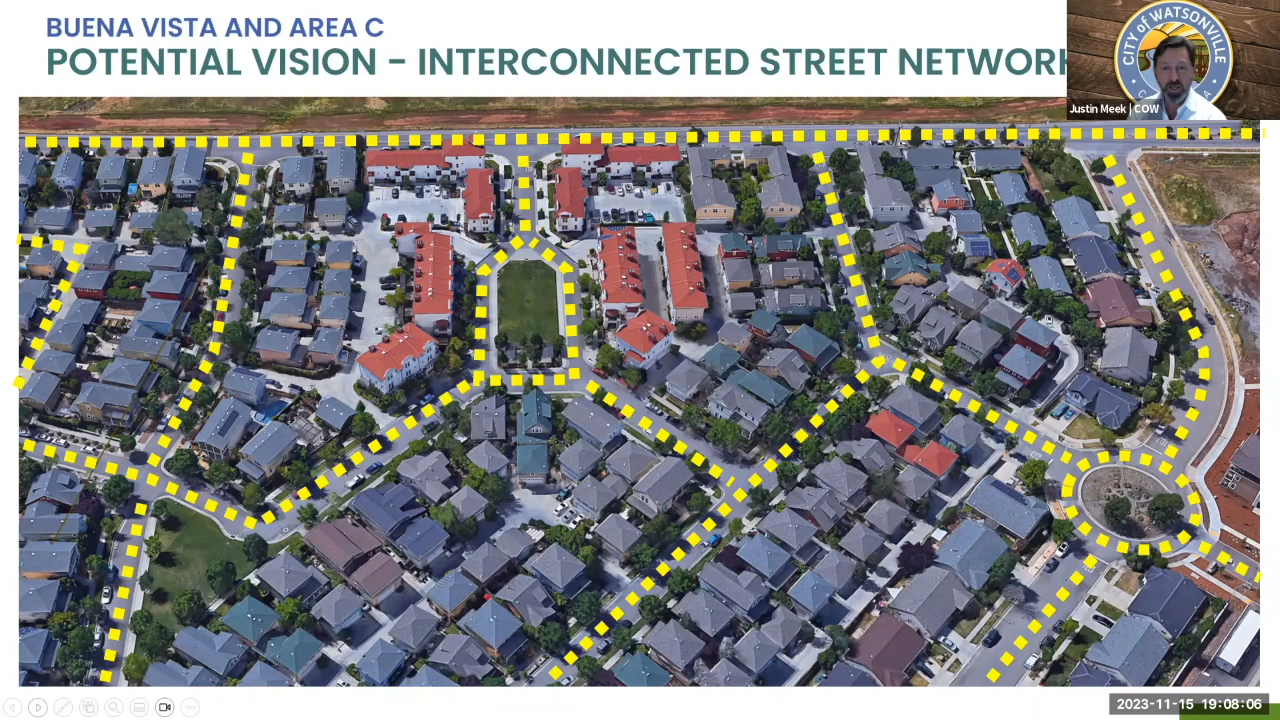 BUENA VISTA AND AREA C
POTENTIAL VISION – INTERCONNECTED STREET NETWORK
CITY of WATSONVILLE
Justin Meek | COW
2023-11-15 19:08:06